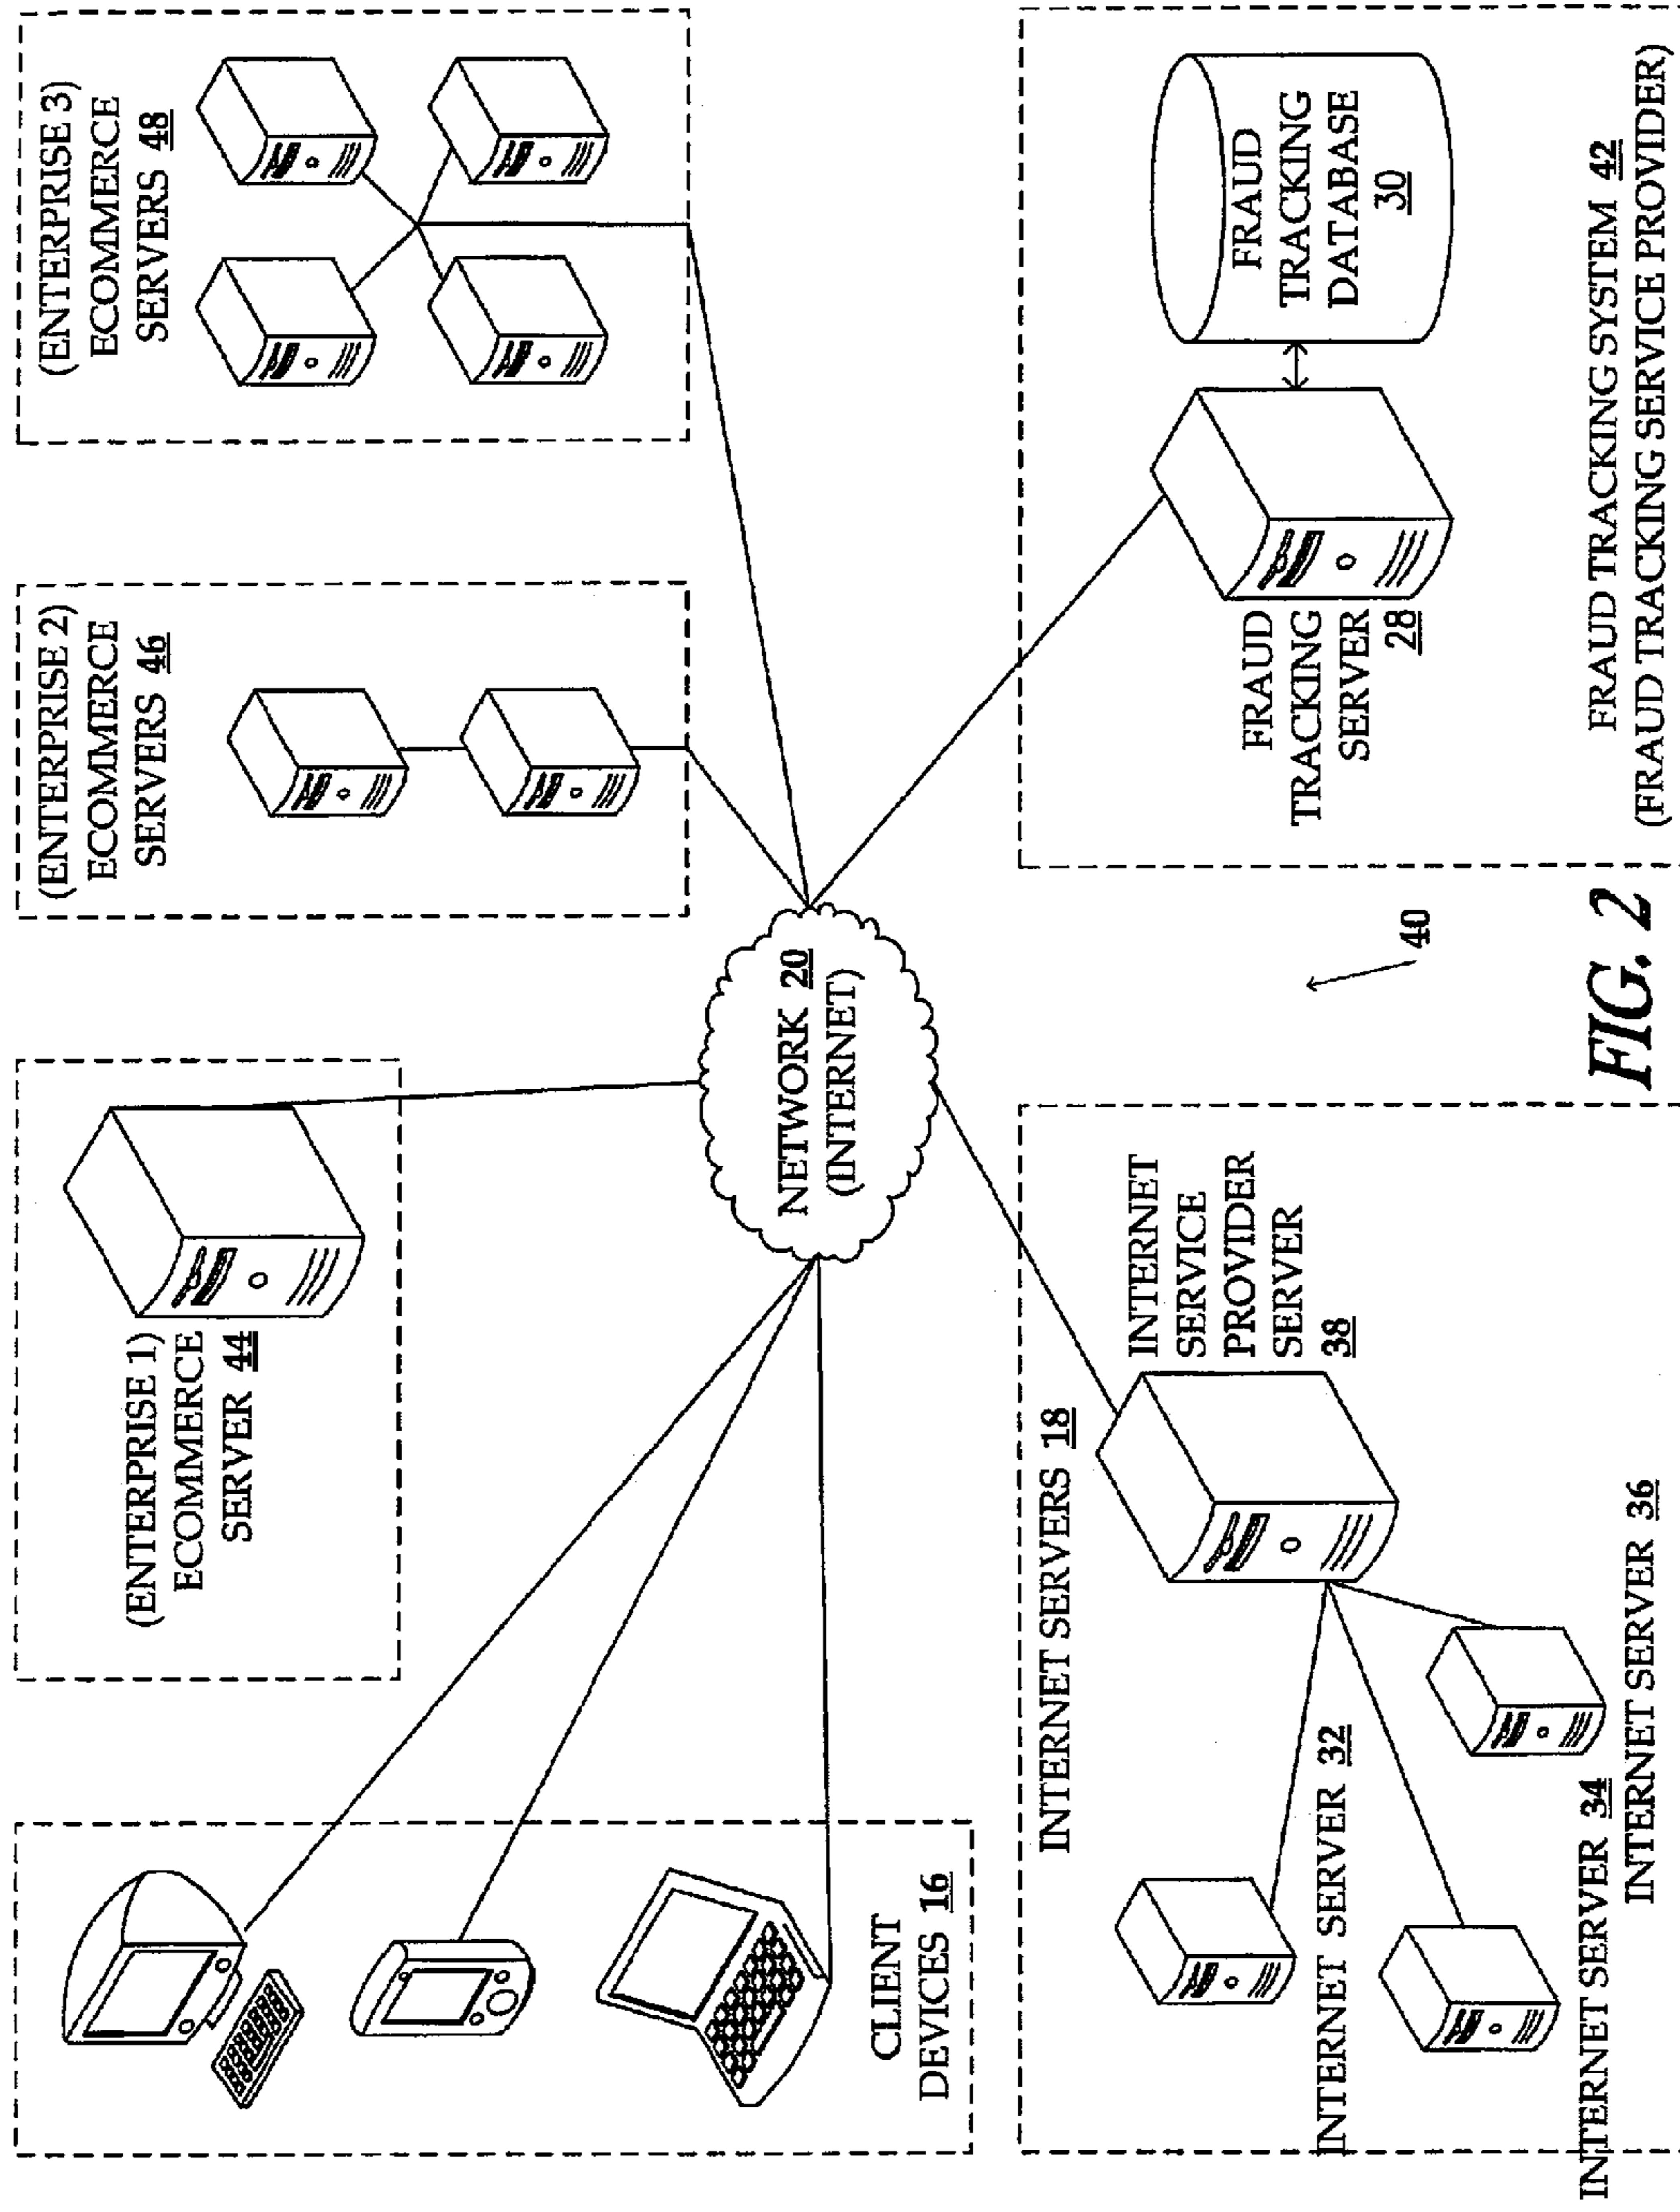 (ENTERPRISE 1)
ECOMMERCE
SERVER 44
(ENTERPRISE 2)
ECOMMERCE
SERVERS 46
(ENTERPRISE 3)
ECOMMERCE
SERVERS 48
CLIENT
DEVICES 16
NETWORK 20
(INTERNET)
INTERNET SERVERS 18
INTERNET
SERVICE
PROVIDER
SERVER
38
INTERNET SERVER 32
INTERNET SERVER 34
INTERNET SERVER 36
FRAUD
TRACKING
SERVER
28
FRAUD
TRACKING
DATABASE
30
FRAUD TRACKING SYSTEM 42
(FRAUD TRACKING SERVICE PROVIDER)
40
FIG. 2